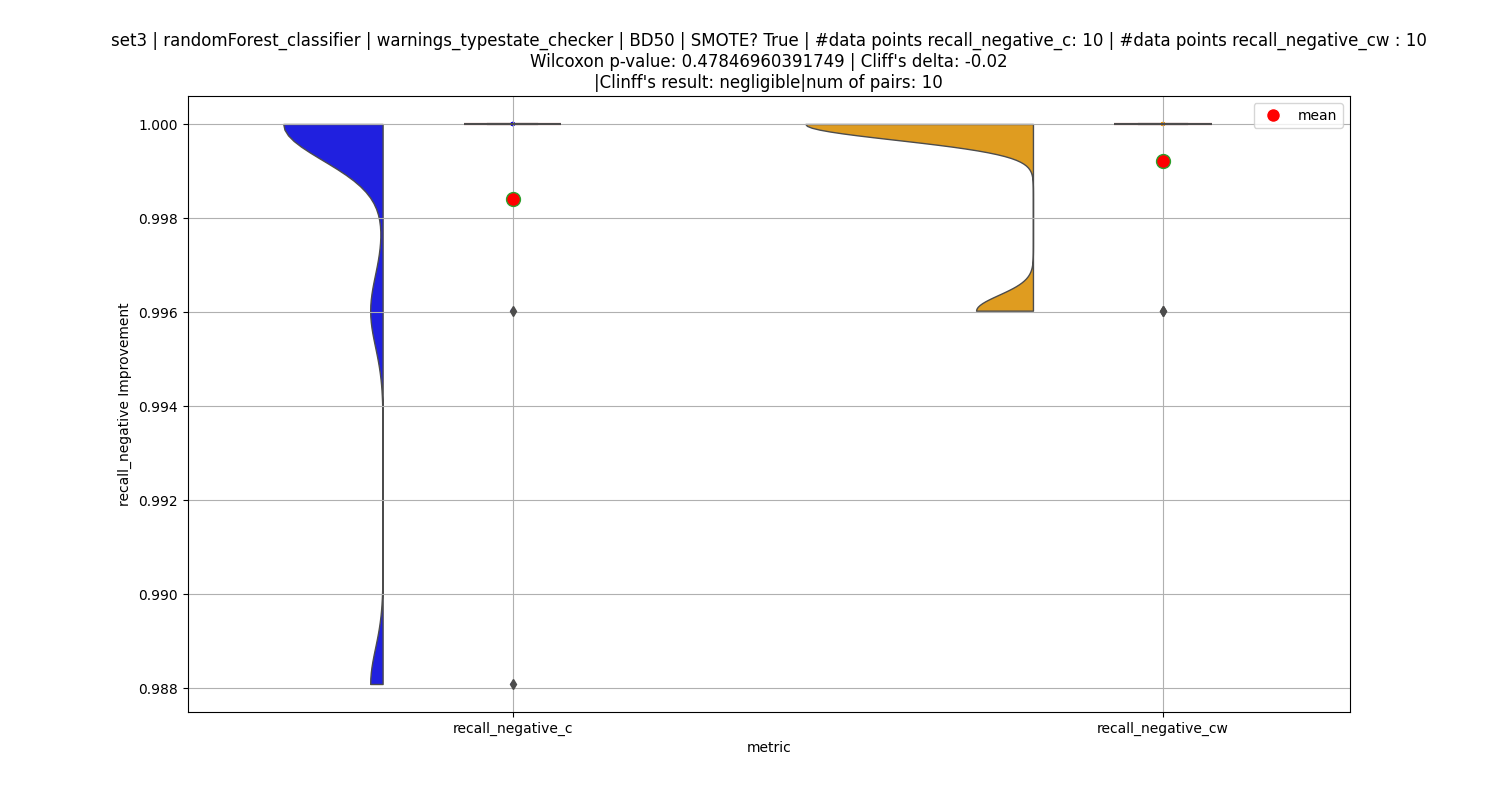 set3 | randomForest_classifier | warnings_typestate_checker | BD50 | SMOTE? True | #data points recall_negative_c: 10 | #data points recall_negative_cw : 10
Wilcoxon p-value: 0.47846960391749 | Cliff's delta: -0.02
|Clinff's result: negligible|num of pairs: 10
mean
1.000
0.998
0.996
0.994
0.992
0.990
0.988
recall_negative Improvement
recall_negative_c
recall_negative_cw
metric